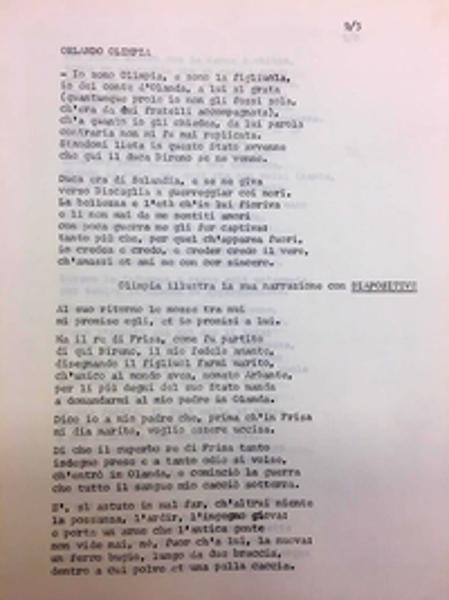 9/3
ORLANDO OLIMPIA
- Io sono Olimpia, e sono la figliuola,
io del conte d'Olanda, a lui sì grata
(quantunque prole io non gli fossi sola,
ch'era da dui fratelli accompagnata),
ch'a quanto io gli chiedea, da lui parola
contraria non mi fu mai replicata.
Standomi lieta in questo Stato avvenne
che qui il duca Bireno se ne venne.
Duca era di Selandia, e se ne giva
verso Biscaglia a guerreggiar coi mori.
La bellezza e l'età ch'in lui fioriva
e li non mai da me sentiti amori
con poca guerra me gli fer captiva;
tanto più che, per quel ch'apparea fuori,
io credea e credo, e creder credo il vero,
ch'amassi et ami me con cor sincero.
Olimpia illustra la sua narrazione con DIAPOSITIVE
Al suo ritorno le nozze tra nui
mi promise egli, et io promisi a lui.
Ma il re di Frisa, come fu partito
di qui Bireno, il mio fedele amante,
disegnando il figliuol farmi marito,
ch'unico al mondo avea, nomato Arbante,
per li più degni del suo Stato manda
a domandarmi al mio padre in Olanda.
Dico io a mio padre che, prima ch'in Frisa
mi dia marito, voglio essere uccisa.
Di che il superbo re di Frisa tanto
isdegno prese e a tanto odio si volse,
ch'entrò in Olanda, e cominciò la guerra
che tutto il sangue mio cacciò sotterra.
E', sì astuto in mal far, ch'altrui niente
la possanza, l'ardir, l'ingegno giova;
e porta un arme che l'antica gente
non vide mai, né, fuor ch'a lui, la nuova:
un ferro bugio, lungo da due braccia,
dentro a cui polve et una palla caccia.